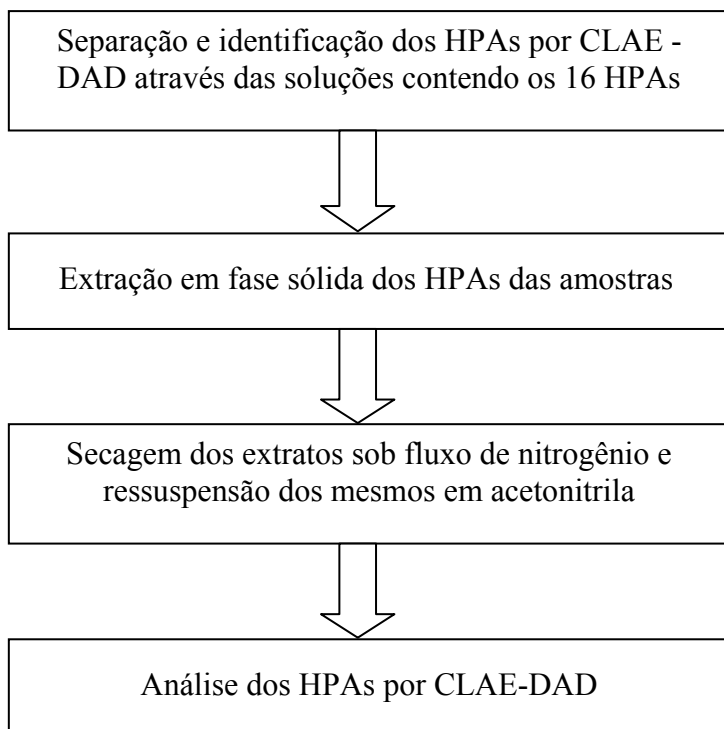 Separação e identificação dos HPAs por CLAE -
DAD através das soluções contendo os 16 HPAs
Extração em fase sólida dos HPAs das amostras
Secagem dos extratos sob fluxo de nitrogênio e
ressuspensão dos mesmos em acetonitrila
Análise dos HPAs por CLAE-DAD